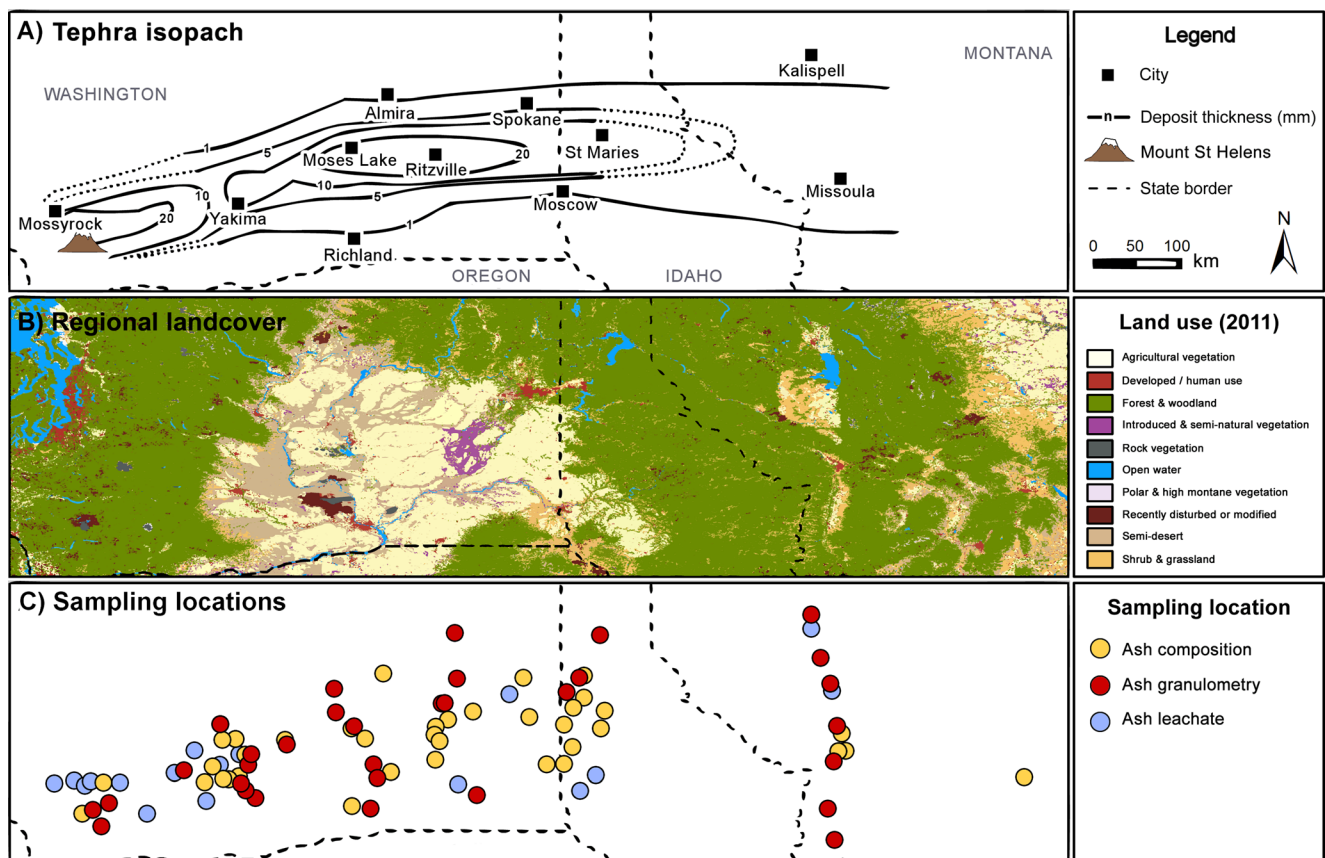 A) Tephra isopach
WASHINGTON
MONTANA
Kalispell
Almira
Spokane
1
5
Moses Lake
Ritzville
20
St Maries
10
10
5
20
Mossyrock
Yakima
Moscow
Missoula
1
Richland
OREGON
IDAHO
Legend
City
n
Deposit thickness (mm)
Mount St Helens
State border
N
0 50 100
km
B) Regional landcover
Land use (2011)
Agricultural vegetation
Developed / human use
Forest & woodland
Introduced & semi-natural vegetation
Rock vegetation
Open water
Polar & high montane vegetation
Recently disturbed or modified
Semi-desert
Shrub & grassland
C) Sampling locations
Sampling location
Ash composition
Ash granulometry
Ash leachate